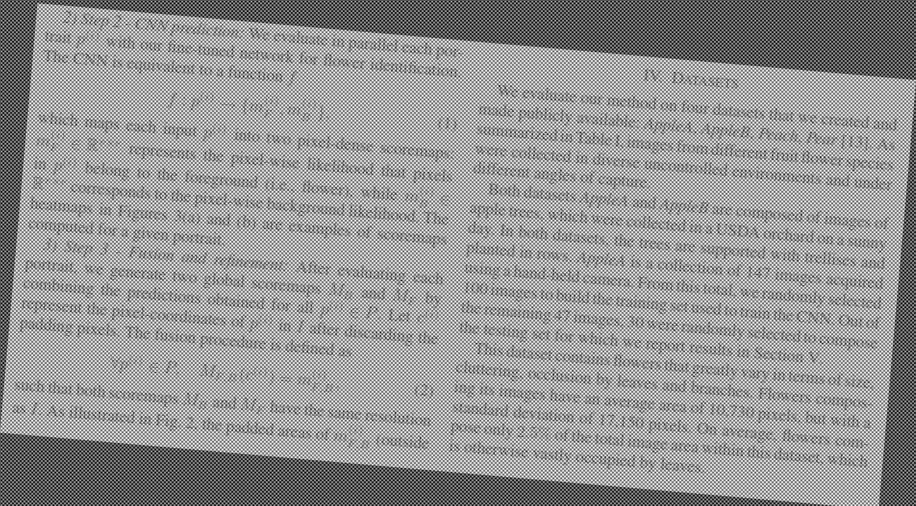 2) Step 2 - CNN prediction: We evaluate in parallel each por-
trait p^(i) with our fine-tuned network for flower identification.
The CNN is equivalent to a function f
f : p^(i) → {m_F^(i), m_B^(i)}, (1)
which maps each input p^(i) into two pixel-dense scoremaps:
m_F^(i) ∈ ℝ^r×r represents the pixel-wise likelihood that pixels
in p^(i) belong to the foreground (i.e., flower), while m_B^(i) ∈
ℝ^r×r corresponds to the pixel-wise background likelihood. The
heatmaps in Figures 3(a) and (b) are examples of scoremaps
computed for a given portrait.
3) Step 3 - Fusion and refinement: After evaluating each
portrait, we generate two global scoremaps M_B and M_F by
combining the predictions obtained for all p^(i) ∈ P. Let c^(i)
represent the pixel-coordinates of p^(i) in I after discarding the
padding pixels. The fusion procedure is defined as
∀p^(i) ∈ P, M_F,B(c^(i)) = m_F,B^(i), (2)
such that both scoremaps M_B and M_F have the same resolution
as I. As illustrated in Fig. 2, the padded areas of m_F,B^(i) (outside
IV. DATASETS
We evaluate our method on four datasets that we created and
made publicly available: AppleA, AppleB, Peach, Pear [13]. As
summarized in Table I, images from different fruit flower species
were collected in diverse uncontrolled environments and under
different angles of capture.
Both datasets AppleA and AppleB are composed of images of
apple trees, which were collected in a USDA orchard on a sunny
day. In both datasets, the trees are supported with trellises and
planted in rows. AppleA is a collection of 147 images acquired
using a hand-held camera. From this total, we randomly selected
100 images to build the training set used to train the CNN. Out of
the remaining 47 images, 30 were randomly selected to compose
the testing set for which we report results in Section V.
This dataset contains flowers that greatly vary in terms of size,
cluttering, occlusion by leaves and branches. Flowers compos-
ing its images have an average area of 10,730 pixels, but with a
standard deviation of 17,150 pixels. On average, flowers com-
pose only 2.5% of the total image area within this dataset, which
is otherwise vastly occupied by leaves.